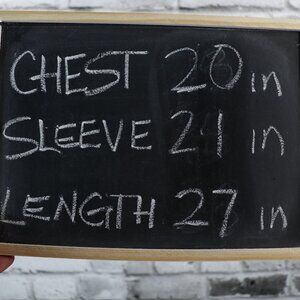 CHEST 20 in
SLEEVE 21 in
LENGTH 27 in